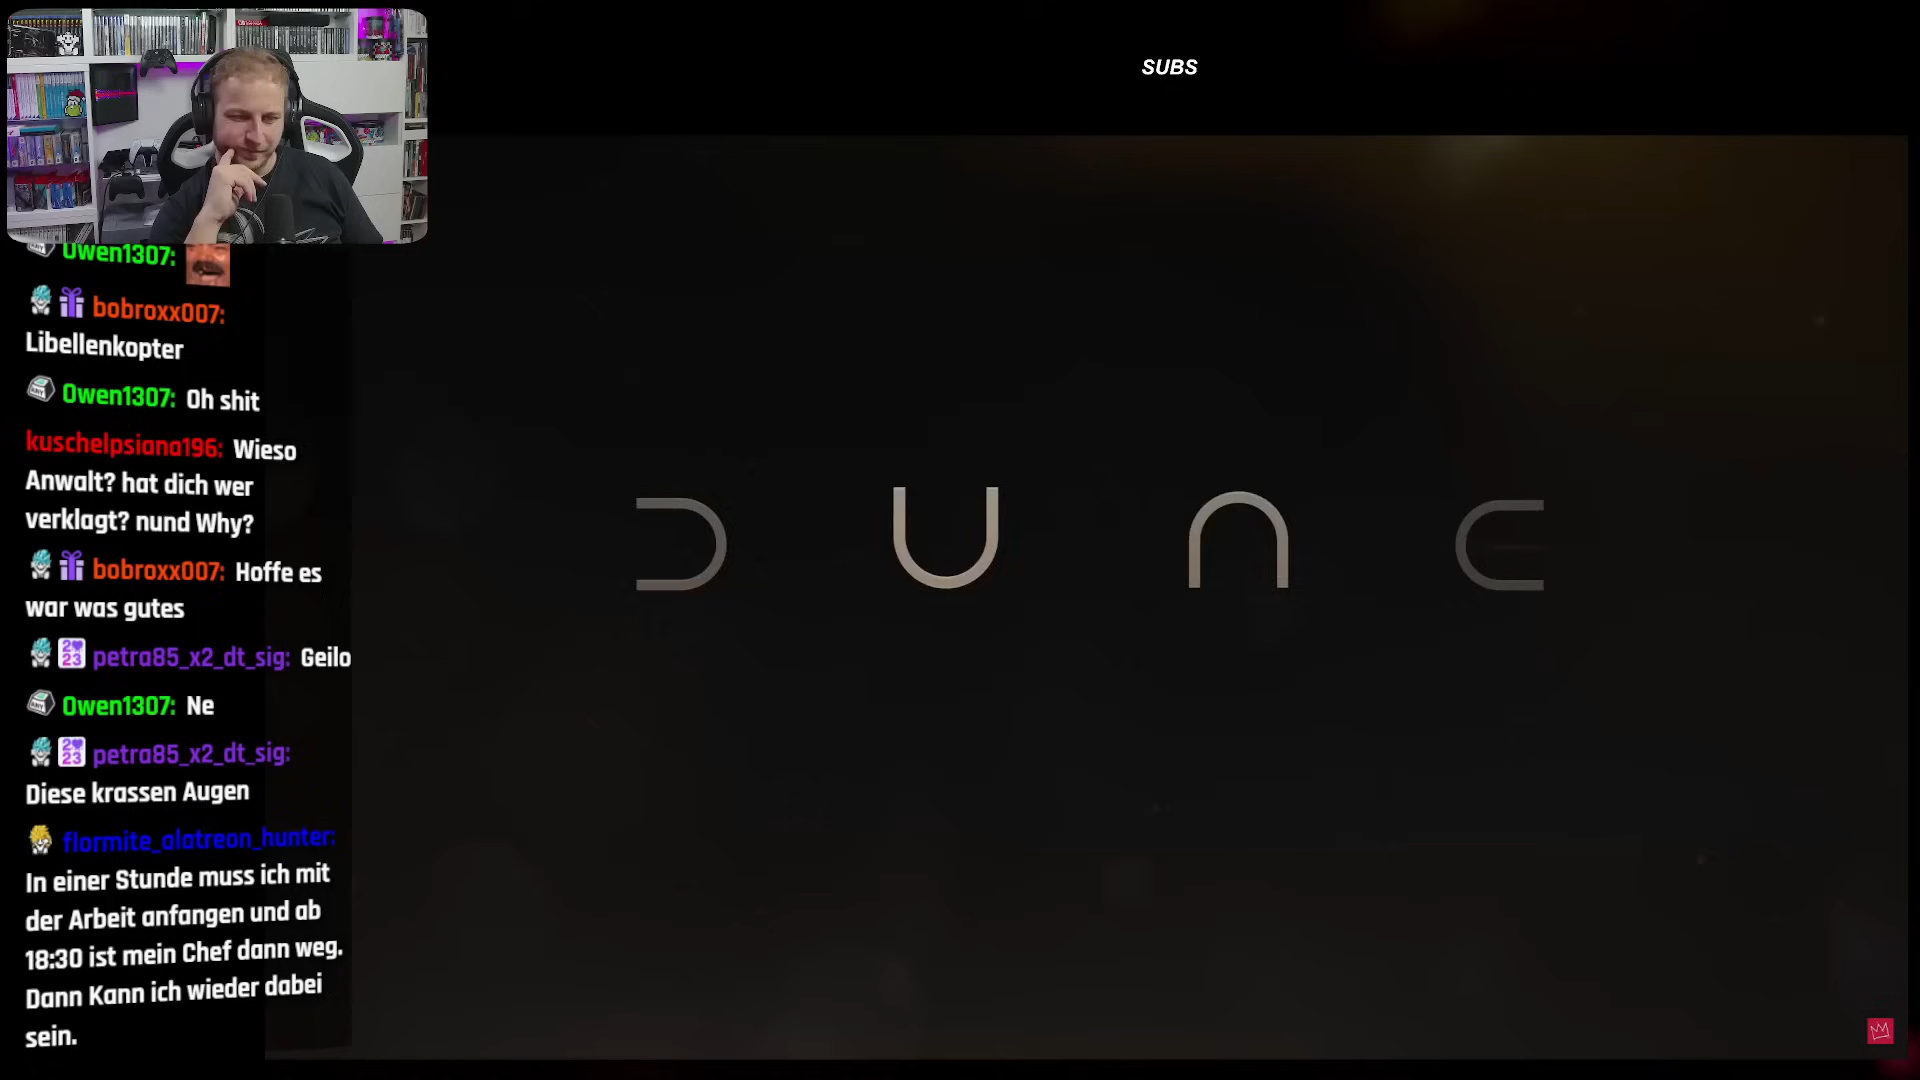 SUBS
Owen1307:
bobroxx007:
Libellenkopter
Owen1307: Oh shit
kuschelpsiano196: Wieso
Anwalt? hat dich wer
verklagt? nund Why?
bobroxx007: Hoffe es
war was gutes
petra85_x2_dt_sig: Geilo
Owen1307: Ne
petra85_x2_dt_sig:
Diese krassen Augen
flormite_alatreon_hunter:
In einer Stunde muss ich mit
der Arbeit anfangen und ab
18:30 ist mein Chef dann weg.
Dann Kann ich wieder dabei
sein.
DUNE